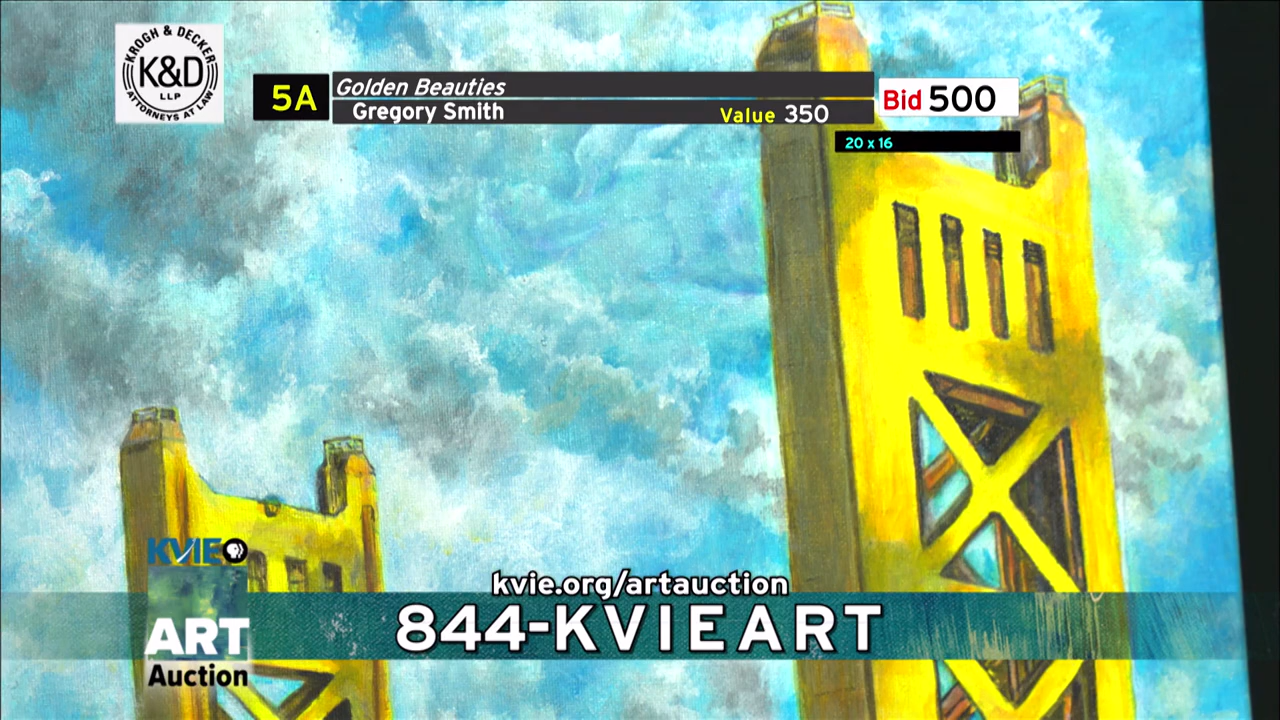 KROGH & DECKER
K&D
LLP
ATTORNEYS AT LAW
5A
Golden Beauties
Gregory Smith
Value 350
Bid 500
20 x 16
KVIE
ART
Auction
kvie.org/artauction
844-KVIEART